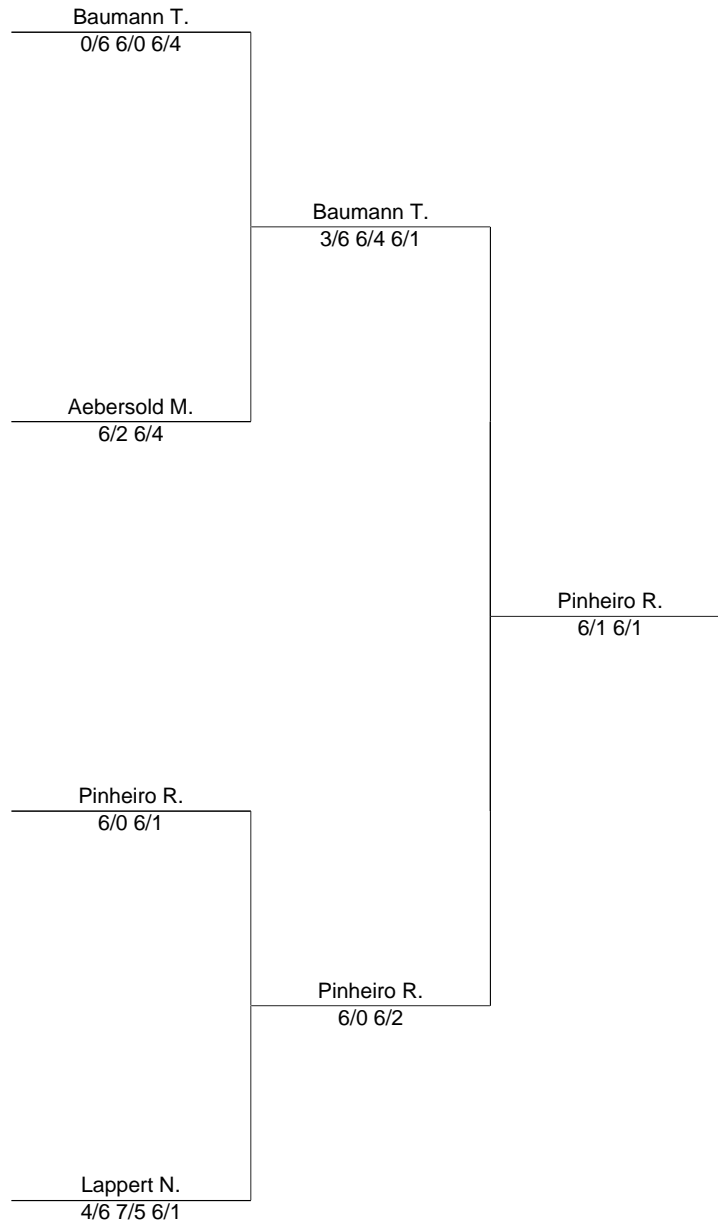 Baumann T.
0/6 6/0 6/4
Baumann T.
3/6 6/4 6/1
Aebersold M.
6/2 6/4
Pinheiro R.
6/1 6/1
Pinheiro R.
6/0 6/1
Pinheiro R.
6/0 6/2
Lappert N.
4/6 7/5 6/1